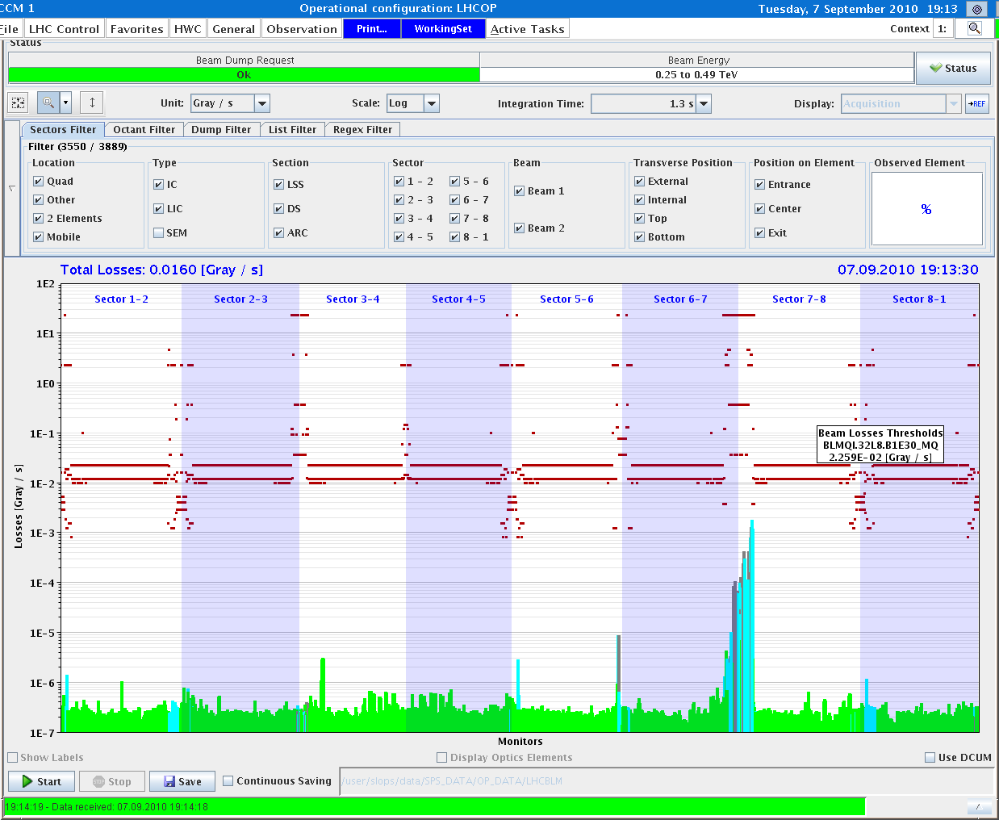 CCM 1 Operational configuration: LHCOP Tuesday, 7 September 2010 19:13
File LHC Control Favorites HWC General Observation Print... WorkingSet Active Tasks Context 1:
Status
Beam Dump Request Beam Energy
Ok 0.25 to 0.49 TeV
Status
Unit: Gray / s Scale: Log Integration Time: 1.3 s Display: Acquisition →REF
Sectors Filter Octant Filter Dump Filter List Filter Regex Filter
Filter (3550 / 3889)
Location Type Section Sector Beam Transverse Position Position on Element Observed Element
Quad IC LSS 1 - 2 5 - 6 Beam 1 External Entrance
Other LIC DS 2 - 3 6 - 7 Internal Center %
2 Elements SEM ARC 3 - 4 7 - 8 Beam 2 Top Exit
Mobile 4 - 5 8 - 1 Bottom
Total Losses: 0.0160 [Gray / s] 07.09.2010 19:13:30
1E2
Sector 1-2 Sector 2-3 Sector 3-4 Sector 4-5 Sector 5-6 Sector 6-7 Sector 7-8 Sector 8-1
1E1
1E0
1E-1
Beam Losses Thresholds
BLMQI.32L8.B1E30_MQ
2.259E-02 [Gray / s]
1E-2
Losses [Gray / s]
1E-3
1E-4
1E-5
1E-6
1E-7
Monitors
Show Labels Display Optics Elements Use DCUM
Start STOP Stop Save Continuous Saving /user/slops/data/SPS_DATA/OP_DATA/LHCBLM
19:14:19 - Data received: 07.09.2010 19:14:18